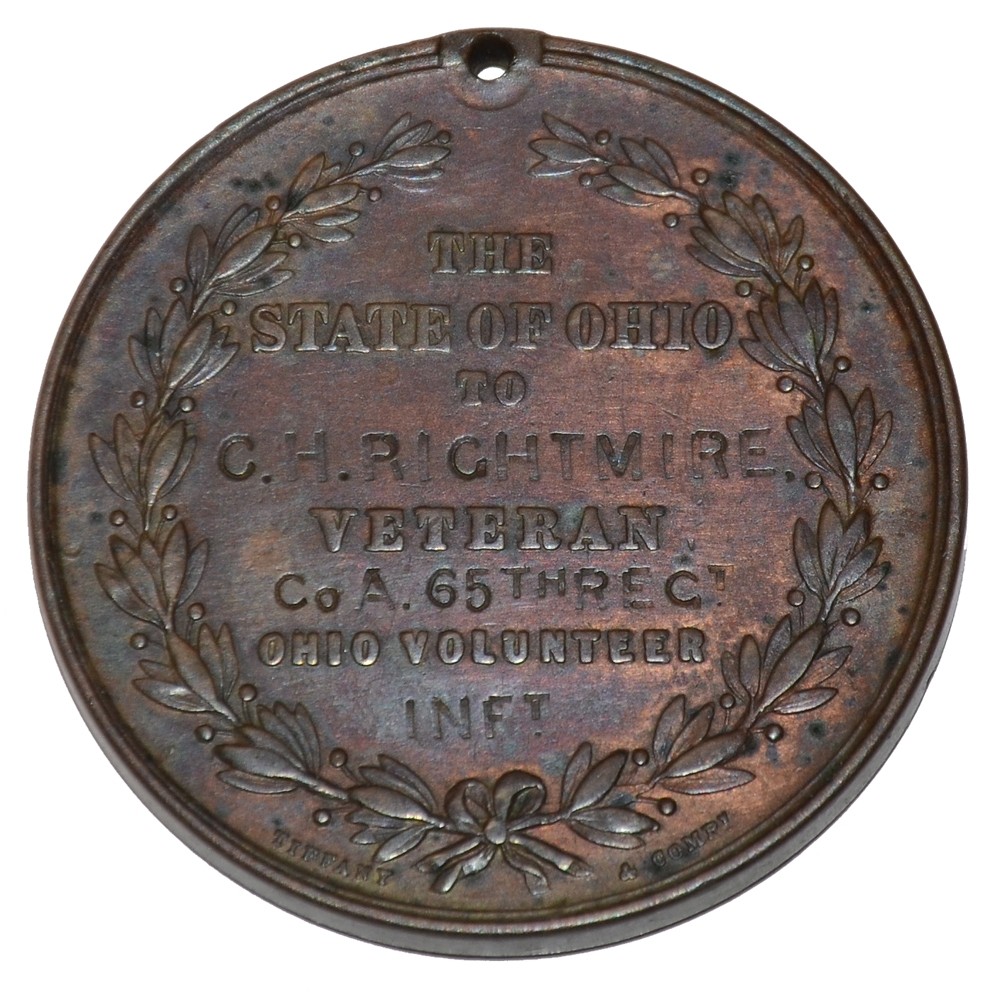 THE
STATE OF OHIO
TO
C.H.RIGHTMIRE.
VETERAN
Co A. 65TH REGT
OHIO VOLUNTEER
INFT
TIFFANY & COMPY